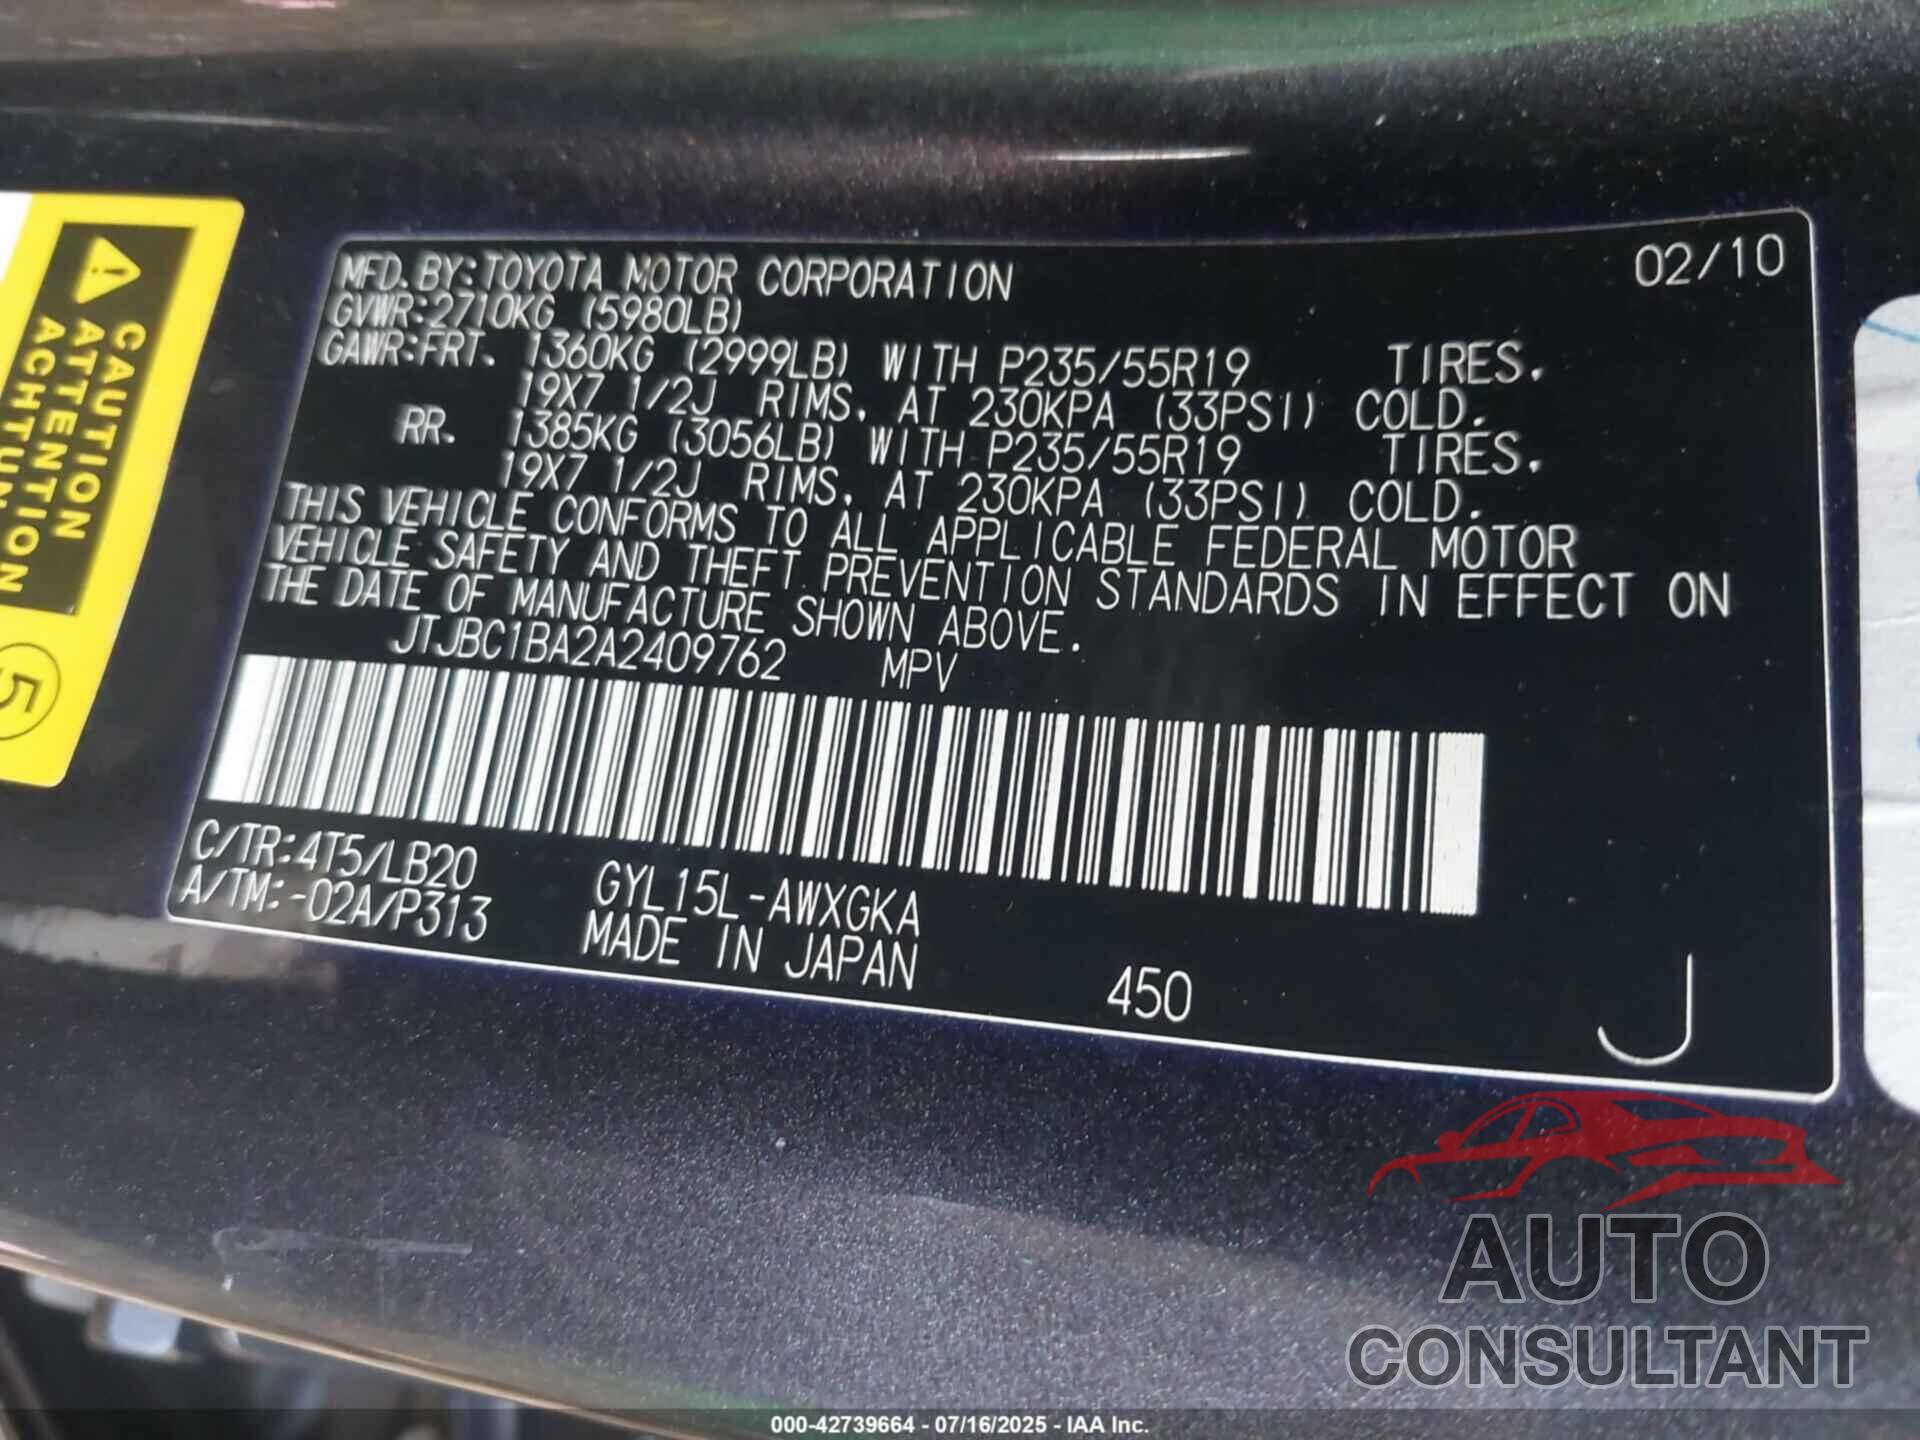 MFD. BY: TOYOTA MOTOR CORPORATION 02/10
GVWR: 2710KG (5980LB)
GAWR: FRT. 1360KG (2999LB) WITH P235/55R19 TIRES.
19X7 1/2J RIMS, AT 230KPA (33PSI) COLD.
RR. 1385KG (3056LB) WITH P235/55R19 TIRES.
19X7 1/2J RIMS, AT 230KPA (33PSI) COLD.
THIS VEHICLE CONFORMS TO ALL APPLICABLE FEDERAL MOTOR
VEHICLE SAFETY AND THEFT PREVENTION STANDARDS IN EFFECT ON
THE DATE OF MANUFACTURE SHOWN ABOVE.
JTJBC1BA2A2409762 MPV
C/TR: 4T5/LB20 GYL15L-AWXGKA
A/TM: -02A/P313 MADE IN JAPAN
450
J
CAUTION
ATTENTION
ACHTUNG
5
AUTO
CONSULTANT
000-42739664 - 07/16/2025 - IAA Inc.